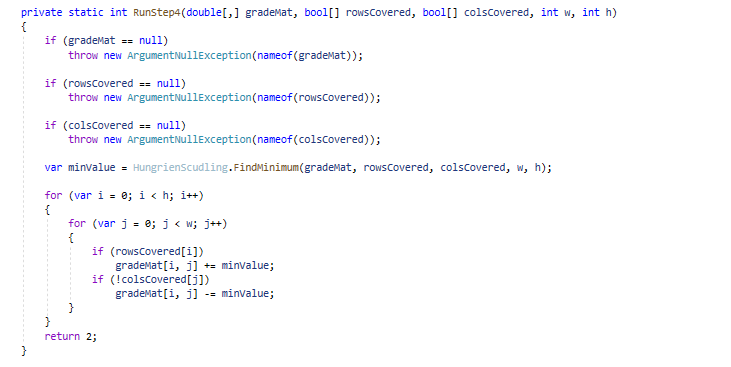 private static int RunStep4(double[,] gradeMat, bool[] rowsCovered, bool[] colsCovered, int w, int h)
{
    if (gradeMat == null)
        throw new ArgumentNullException(nameof(gradeMat));

    if (rowsCovered == null)
        throw new ArgumentNullException(nameof(rowsCovered));

    if (colsCovered == null)
        throw new ArgumentNullException(nameof(colsCovered));

    var minValue = HungrienScudling.FindMinimum(gradeMat, rowsCovered, colsCovered, w, h);

    for (var i = 0; i < h; i++)
    {
        for (var j = 0; j < w; j++)
        {
            if (rowsCovered[i])
                gradeMat[i, j] += minValue;
            if (!colsCovered[j])
                gradeMat[i, j] -= minValue;
        }
    }
    return 2;
}